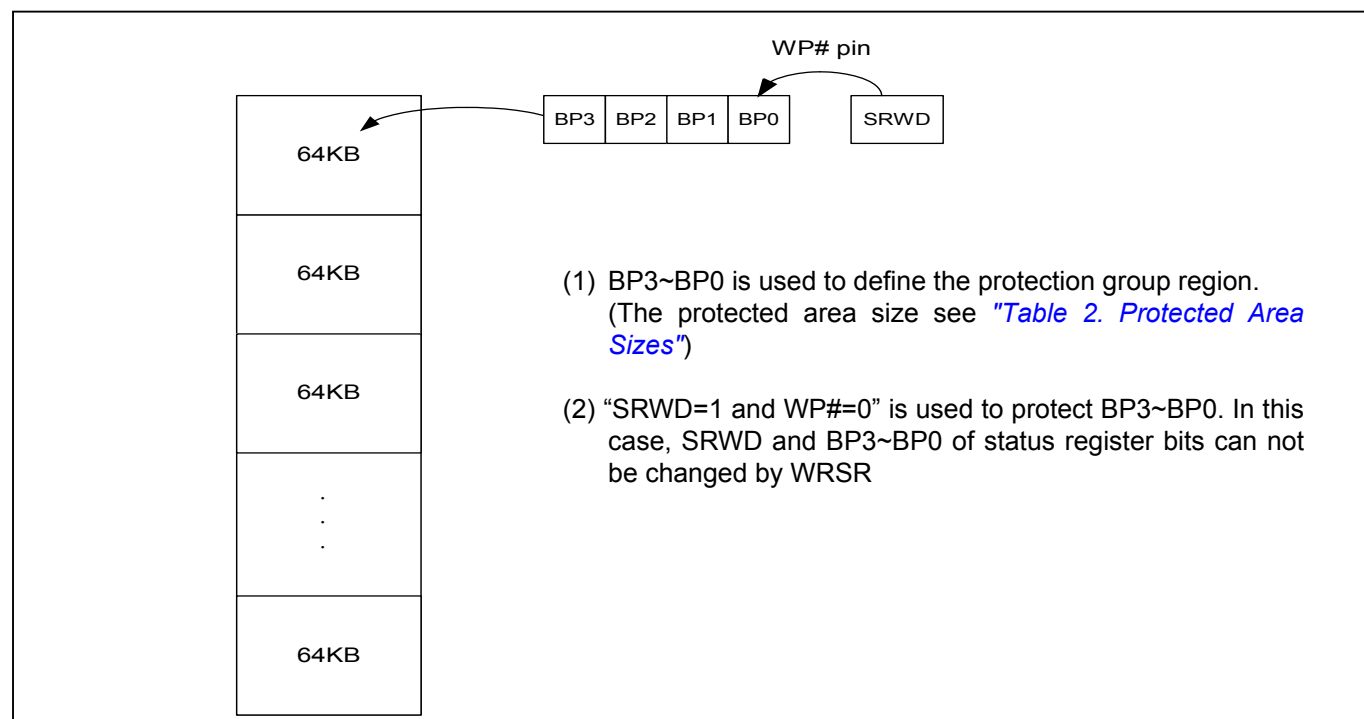 WP# pin
BP3 BP2 BP1 BP0 SRWD
64KB
64KB
64KB
.
.
.
64KB
(1) BP3~BP0 is used to define the protection group region.
(The protected area size see "Table 2. Protected Area
Sizes")
(2) “SRWD=1 and WP#=0” is used to protect BP3~BP0. In this
case, SRWD and BP3~BP0 of status register bits can not
be changed by WRSR